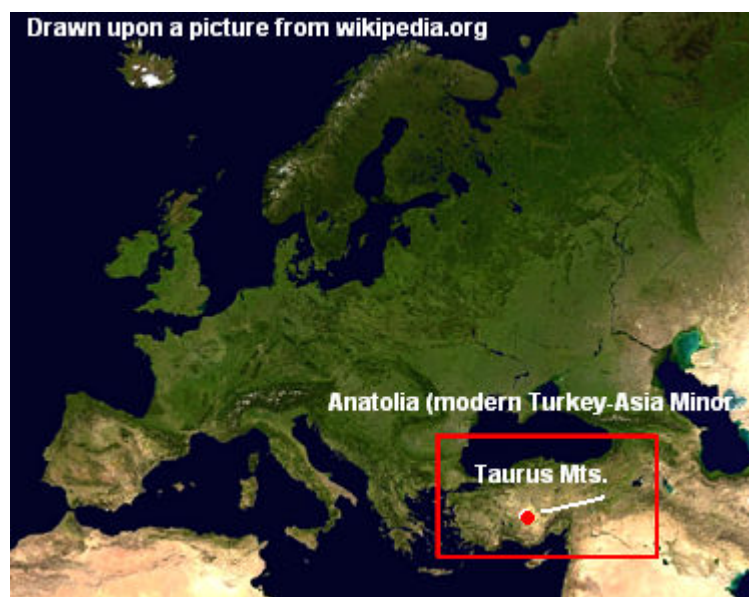 Drawn upon a picture from wikipedia.org
Anatolia (modern Turkey-Asia Minor
Taurus Mts.